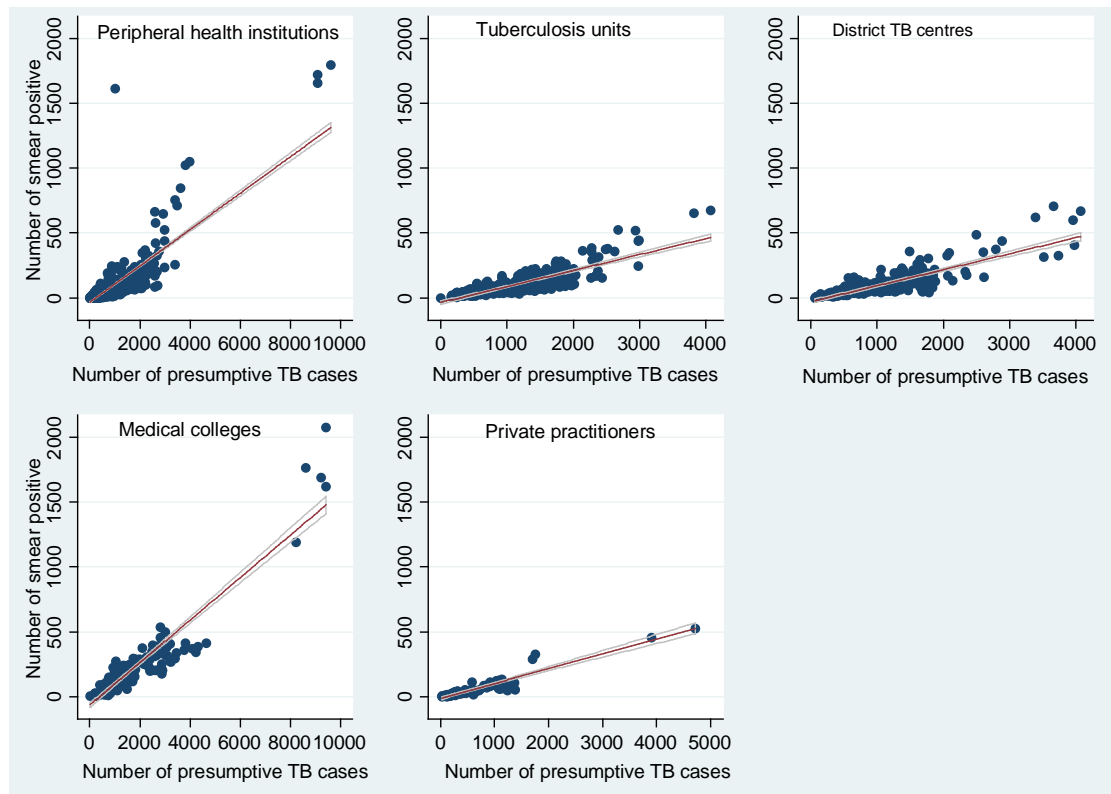 Peripheral health institutions
Number of smear positive
0
500
1000
1500
2000
0 2000 4000 6000 8000 10000
Number of presumptive TB cases
Tuberculosis units
0
500
1000
1500
2000
0 1000 2000 3000 4000
Number of presumptive TB cases
District TB centres
0
500
1000
1500
2000
0 1000 2000 3000 4000
Number of presumptive TB cases
Medical colleges
Number of smear positive
0
500
1000
1500
2000
0 2000 4000 6000 8000 10000
Number of presumptive TB cases
Private practitioners
0
500
1000
1500
2000
0 1000 2000 3000 4000 5000
Number of presumptive TB cases